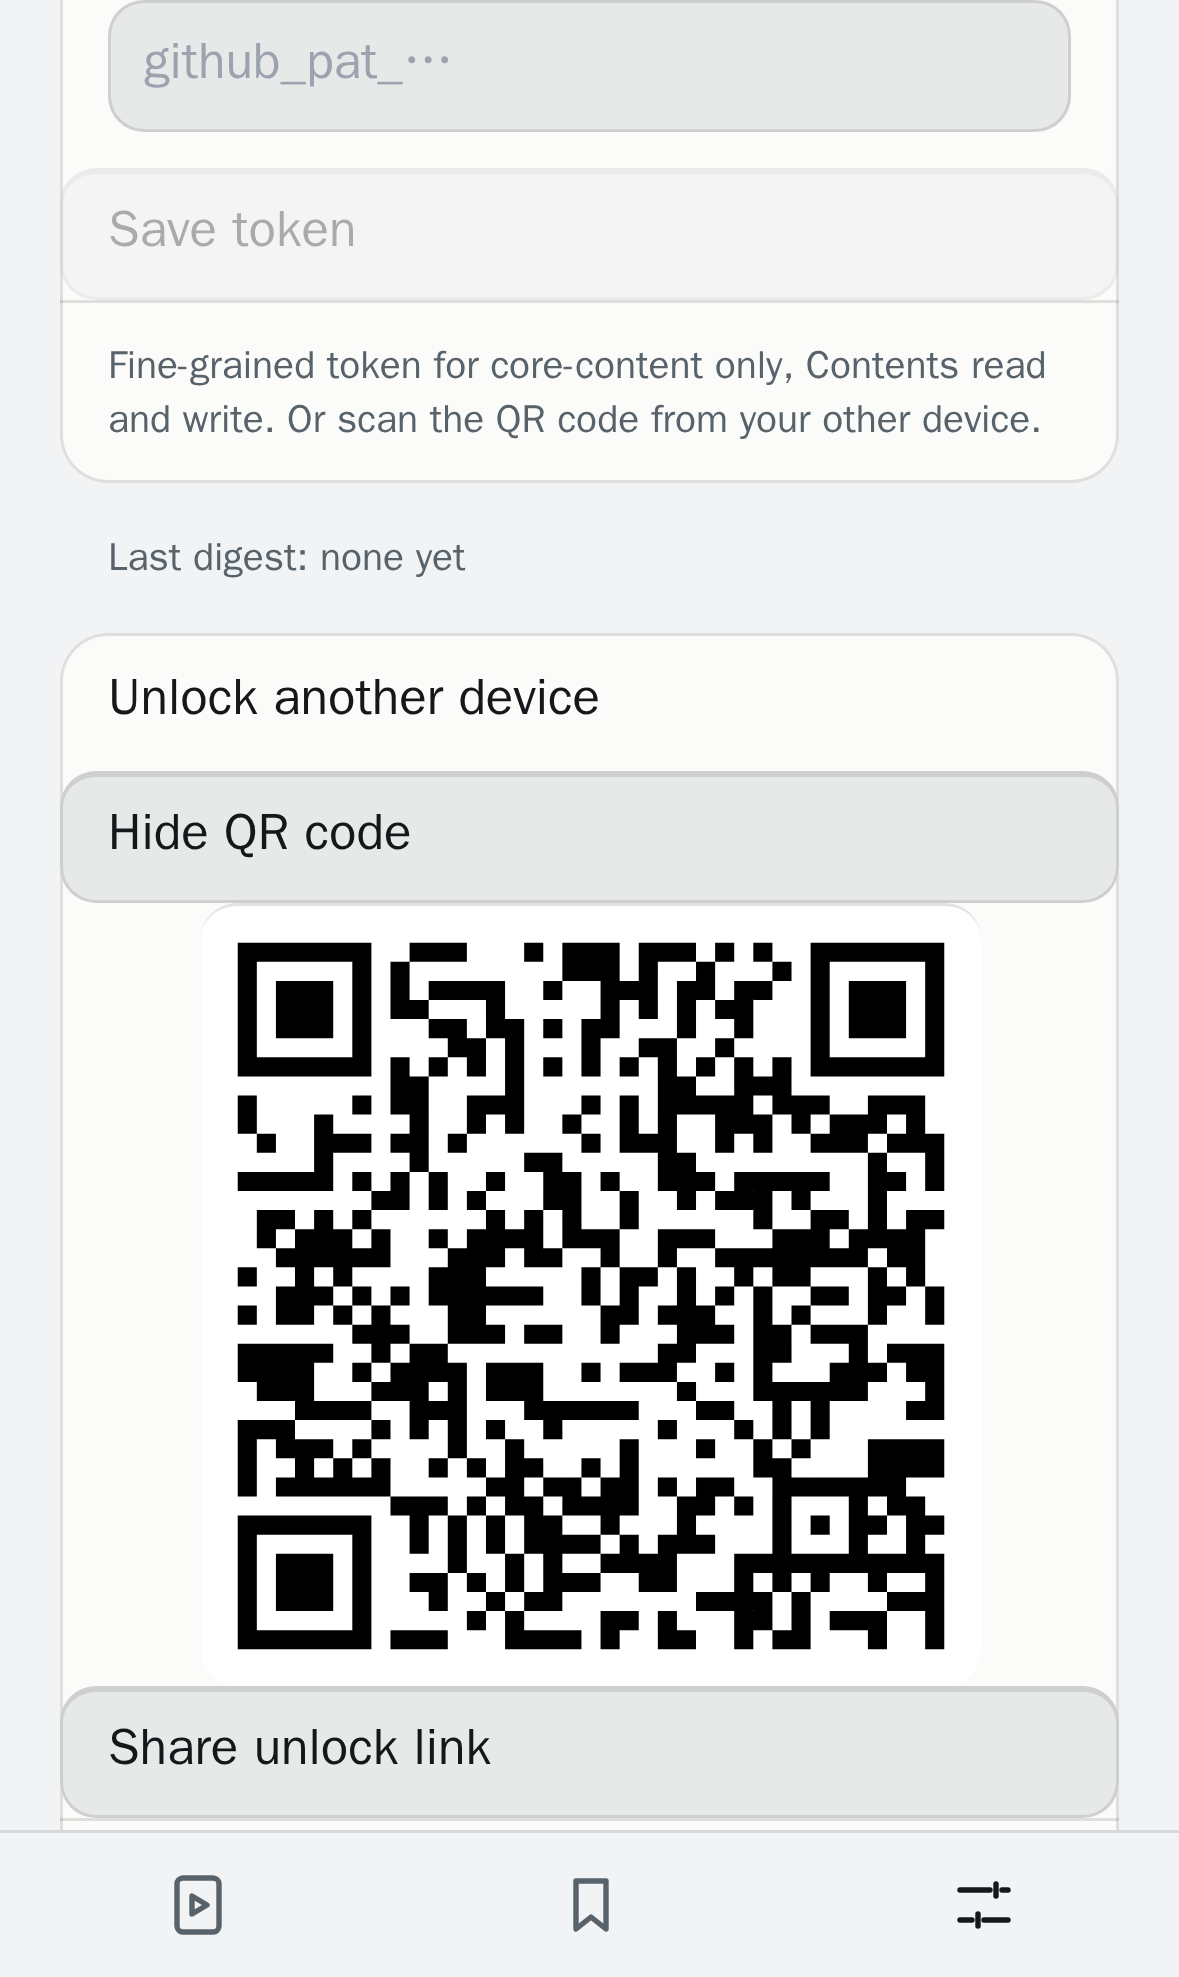 github_pat_···
Save token
Fine-grained token for core-content only, Contents read
and write. Or scan the QR code from your other device.
Last digest: none yet
Unlock another device
Hide QR code
Share unlock link